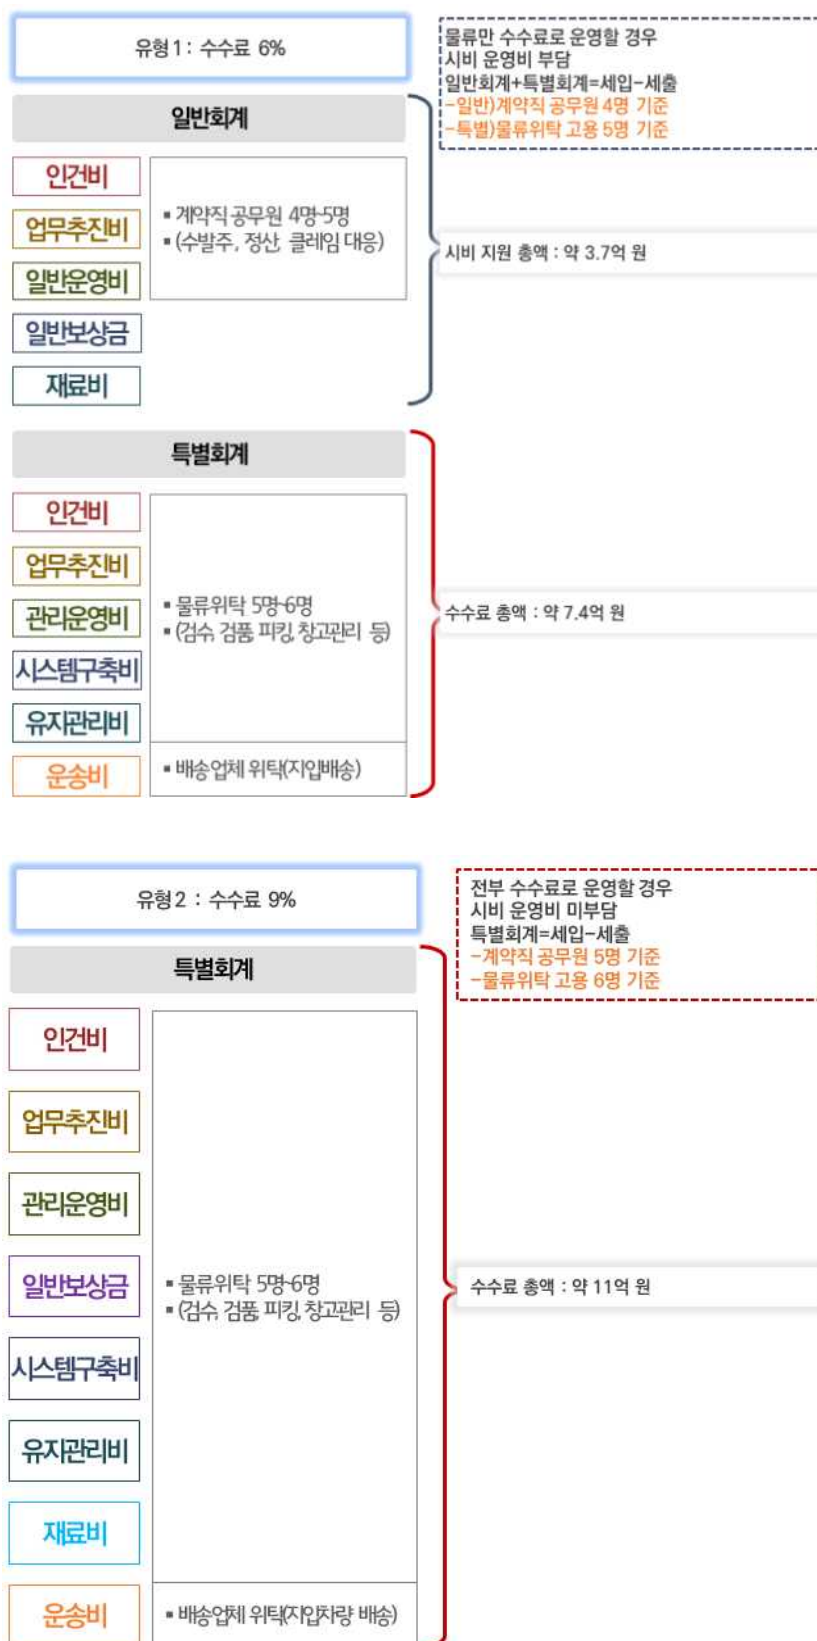 유형1: 수수료 6%
물류만 수수료로 운영할 경우
시비 운영비 부담
일반회계+특별회계=세입-세출
-일반)계약직 공무원 4명 기준
-특별)물류위탁 고용 5명 기준
일반회계
인건비
업무추진비
일반운영비
일반보상금
재료비
▪ 계약직 공무원 4명~5명
▪ (수발주, 정산, 클레임 대응)
시비 지원 총액 : 약 3.7억 원
특별회계
인건비
업무추진비
관리운영비
시스템구축비
유지관리비
운송비
▪ 물류위탁 5명~6명
▪ (검수, 검품, 피킹, 창고관리 등)
▪ 배송업체 위탁(지입배송)
수수료 총액 : 약 7.4억 원
유형2 : 수수료 9%
전부 수수료로 운영할 경우
시비 운영비 미부담
특별회계=세입-세출
-계약직 공무원 5명 기준
-물류위탁 고용 6명 기준
특별회계
인건비
업무추진비
관리운영비
일반보상금
시스템구축비
유지관리비
재료비
운송비
▪ 물류위탁 5명~6명
▪ (검수, 검품, 피킹, 창고관리 등)
▪ 배송업체 위탁(지입차량 배송)
수수료 총액 : 약 11억 원